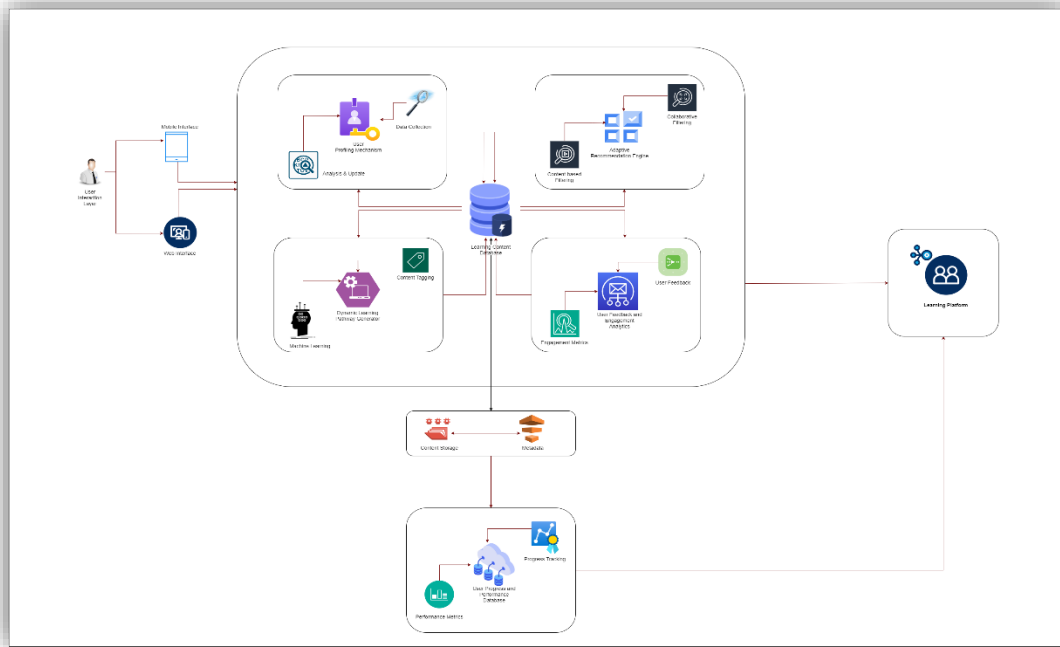 Mobile Interface
User
Interaction
Layer
Web Interface
User
Profiling Mechanism
Data Collection
Analysis & Update
Collaborative
Filtering
Adaptive
Recommendation Engine
Content based
Filtering
Learning Content
Database
Content Tagging
Dynamic Learning
Pathway Generator
Machine Learning
User Feedback
User Feedback and
Engagement
Analytics
Engagement Metrics
Learning Platform
Content Storage
Metadata
Progress Tracking
User Progress and
Performance
Database
Performance Metrics